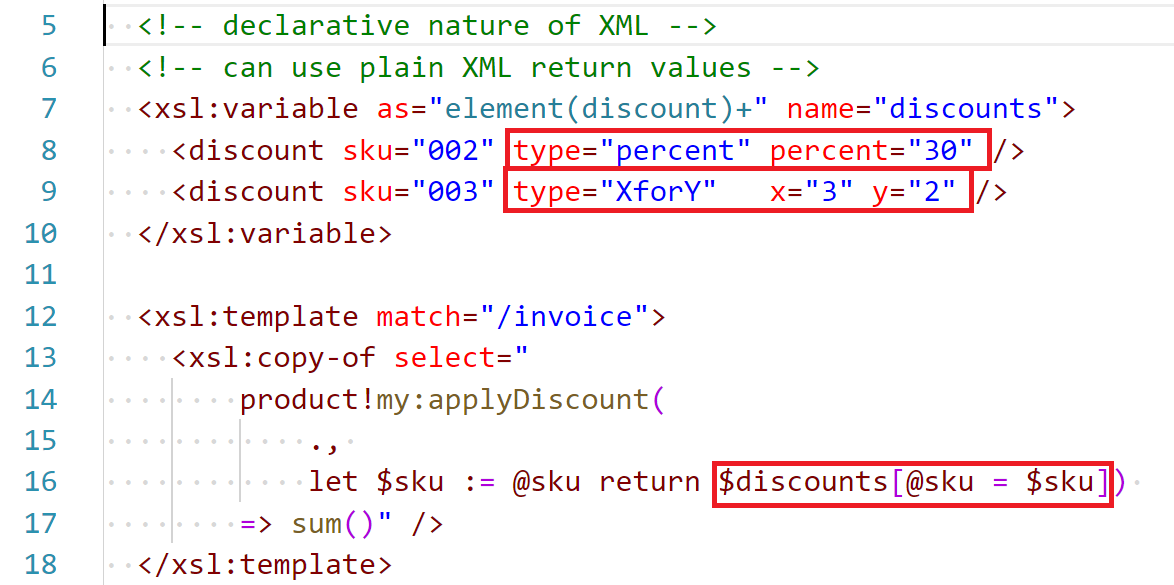 5 <!-- declarative nature of XML -->
6 <!-- can use plain XML return values -->
7 <xsl:variable as="element(discount)+" name="discounts">
8 <discount sku="002" type="percent" percent="30" />
9 <discount sku="003" type="XforY"   x="3" y="2" />
10 </xsl:variable>
11
12 <xsl:template match="/invoice">
13 <xsl:copy-of select="
14 product!my:applyDiscount(
15 .,
16 let $sku := @sku return $discounts[@sku = $sku])
17 => sum()" />
18 </xsl:template>